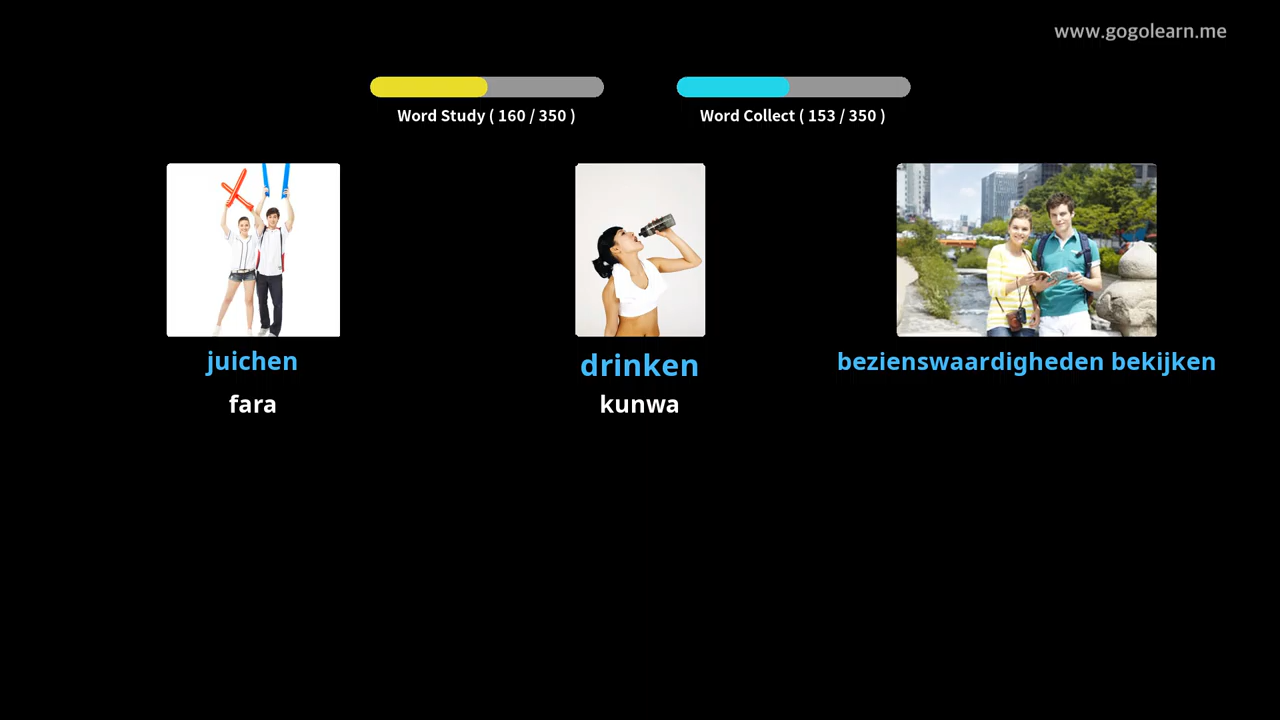 www.gogolearn.me
Word Study ( 160 / 350 )
Word Collect ( 153 / 350 )
juichen
drinken
bezienswaardigheden bekijken
fara
kunwa